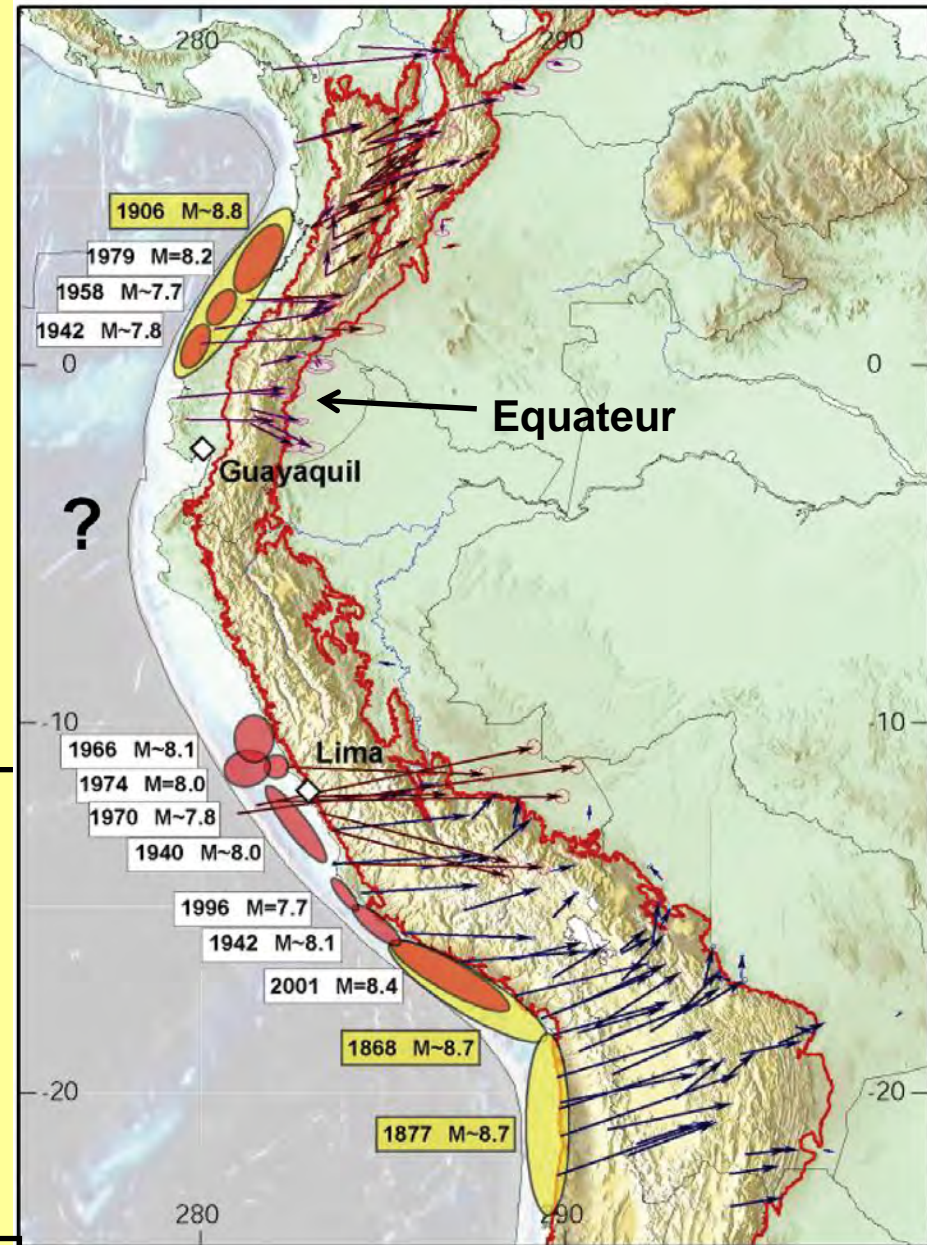 280
290
1906 M~8.8
1979 M=8.2
1958 M~7.7
1942 M~7.8
0
0
Equateur
Guayaquil
?
-10
-10
Lima
1966 M~8.1
1974 M=8.0
1970 M~7.8
1940 M~8.0
1996 M=7.7
1942 M~8.1
2001 M=8.4
1868 M~8.7
-20
-20
1877 M~8.7
280
290